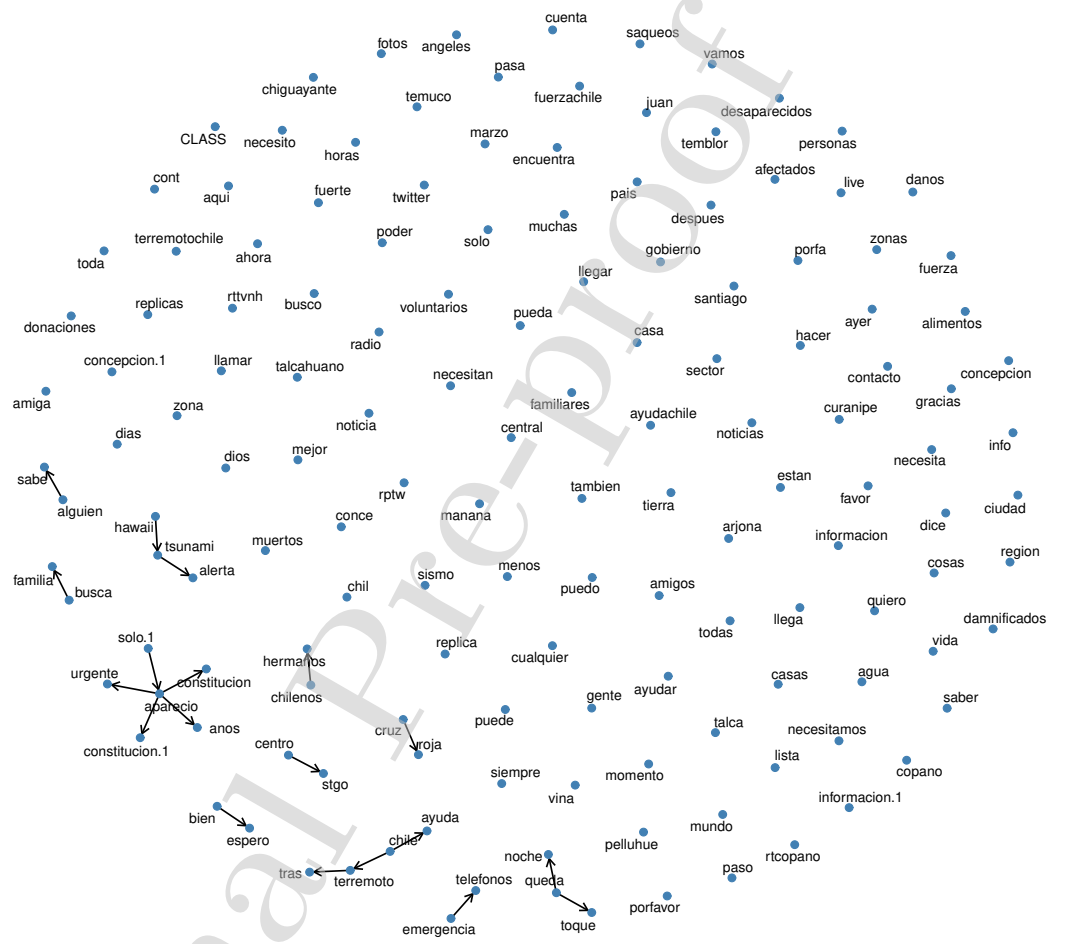 cuenta
saqueos
fotos
angeles
vamos
pasa
chiguayante
temuco
fuerzachile
juan
desaparecidos
CLASS
necesito
horas
marzo
encuentra
temblor
personas
cont
aqui
fuerte
twitter
pais
afectados
live
danos
despues
muchas
terremotochile
toda
ahora
poder
solo
gobierno
porfa
zonas
fuerza
llegar
santiago
donaciones
replicas
rttvnh
busco
voluntarios
pueda
casa
ayer
alimentos
hacer
radio
concepcion.1
llamar
talcahuano
necesitan
sector
contacto
concepcion
amiga
zona
familiares
gracias
curanipe
ayudachile
noticia
central
noticias
dias
info
dios
mejor
necesita
sabe
alguien
rptw
tambien
estan
favor
tierra
manana
ciudad
hawaii
conce
arjona
dice
informacion
tsunami
muertos
alerta
familia
busca
chil
sismo
menos
puedo
amigos
cosas
region
quiero
llega
damnificados
todas
solo.1
hermanos
replica
cualquier
vida
urgente
constitucion
chilenos
aparecio
casas
agua
ayudar
gente
saber
anos
constitucion.1
cruz
roja
puede
talca
necesitamos
centro
stgo
siempre
momento
lista
copano
vina
informacion.1
bien
espero
ayuda
chile
mundo
pelluhue
tras
terremoto
noche
rtcopano
telefonos
queda
paso
emergencia
toque
porfavor
nal Pre-proof